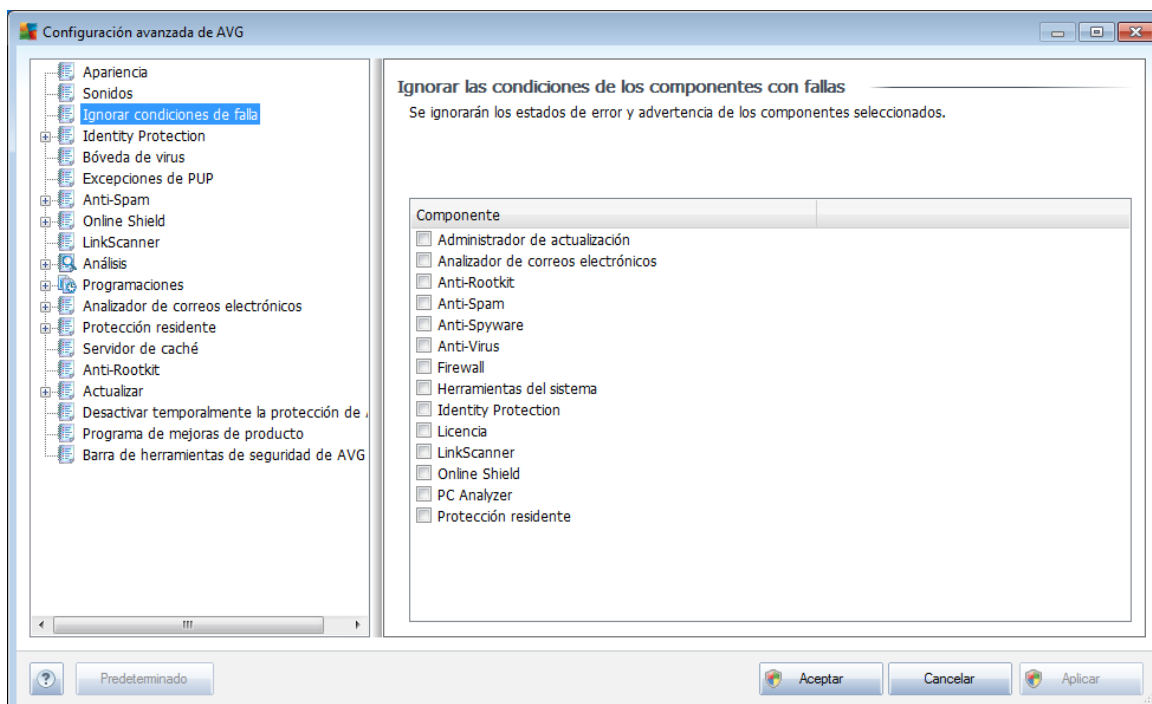 Configuración avanzada de AVG
Apariencia
Sonidos
Ignorar condiciones de falla
Identity Protection
Bóveda de virus
Excepciones de PUP
Anti-Spam
Online Shield
LinkScanner
Análisis
Programaciones
Analizador de correos electrónicos
Protección residente
Servidor de caché
Anti-Rootkit
Actualizar
Desactivar temporalmente la protección de
Programa de mejoras de producto
Barra de herramientas de seguridad de AVG
Ignorar las condiciones de los componentes con fallas
Se ignorarán los estados de error y advertencia de los componentes seleccionados.
Componente
Administrador de actualización
Analizador de correos electrónicos
Anti-Rootkit
Anti-Spam
Anti-Spyware
Anti-Virus
Firewall
Herramientas del sistema
Identity Protection
Licencia
LinkScanner
Online Shield
PC Analyzer
Protección residente
Predeterminado
Aceptar
Cancelar
Aplicar